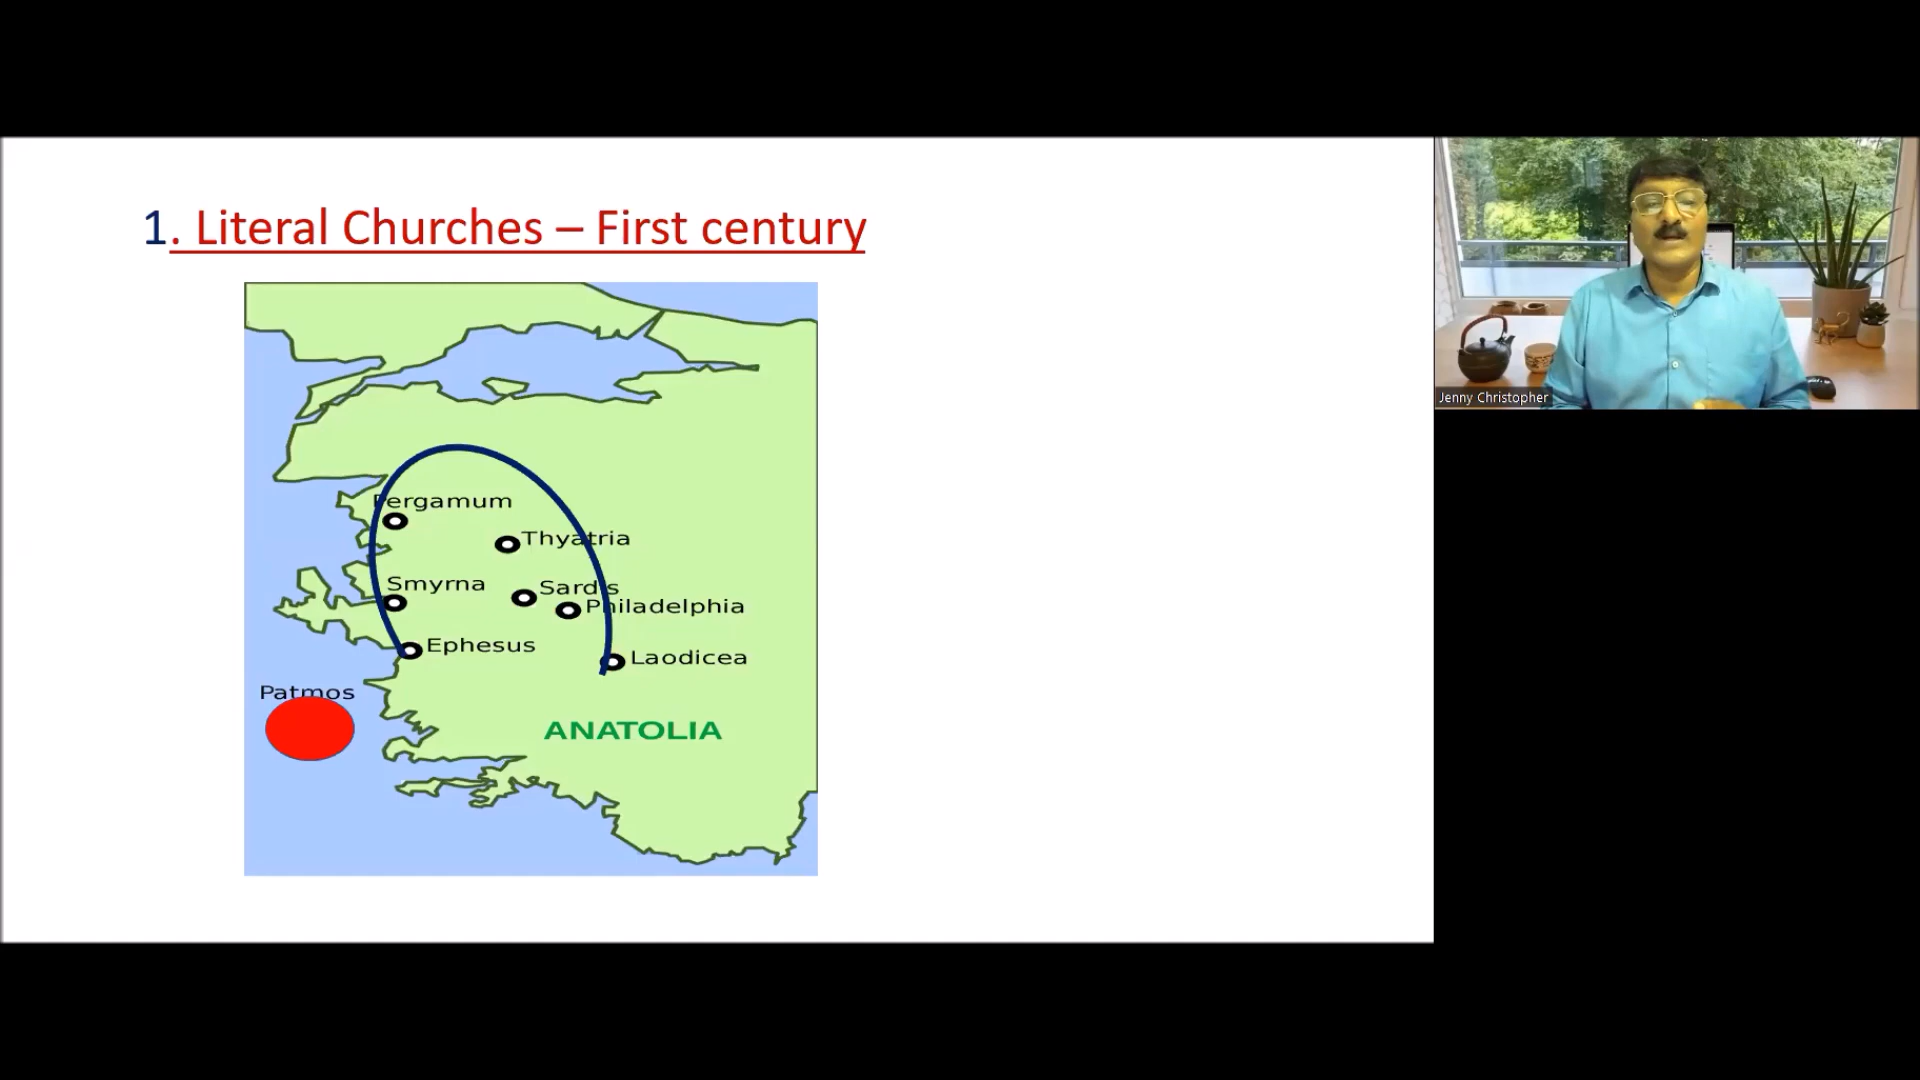 1. Literal Churches – First century
Pergamum
Thyatria
Smyrna
Sardis
Philadelphia
Ephesus
Laodicea
Patmos
ANATOLIA
Jenny Christopher